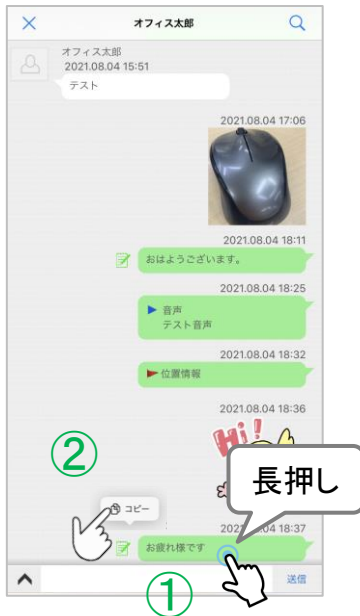 オフィス太郎
オフィス太郎
2021.08.04 15:51
テスト
2021.08.04 17:06
2021.08.04 18:11
おはようございます。
2021.08.04 18:25
音声
テスト音声
2021.08.04 18:32
位置情報
2021.08.04 18:36
Hi!
②
長押し
コピー
18:37
お疲れ様です
①
送信